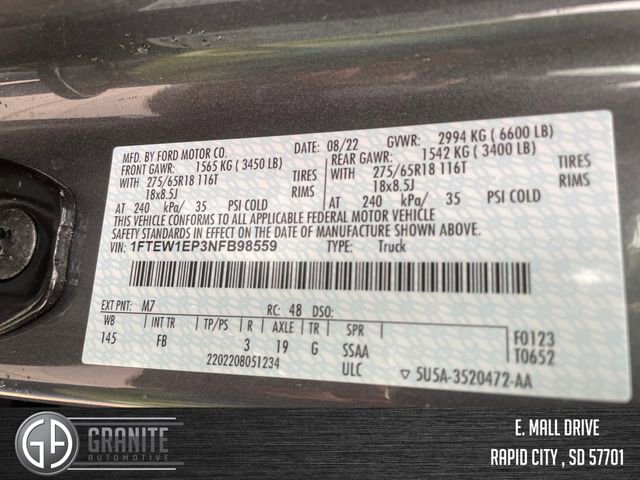 MFD. BY FORD MOTOR CO.
DATE: 08/22 GVWR: 2994 KG ( 6600 LB)
FRONT GAWR: 1565 KG ( 3450 LB)
REAR GAWR: 1542 KG ( 3400 LB)
WITH 275/65R18 116T TIRES
WITH 275/65R18 116T TIRES
18x8.5J RIMS
18x8.5J RIMS
AT 240 kPa/ 35 PSI COLD
AT 240 kPa/ 35 PSI COLD
THIS VEHICLE CONFORMS TO ALL APPLICABLE FEDERAL MOTOR VEHICLE
SAFETY STANDARDS IN EFFECT ON THE DATE OF MANUFACTURE SHOWN ABOVE.
VIN: 1FTEW1EP3NFB98559 TYPE: Truck
EXT PNT: M7 RC: 48 DSO:
WB INT TR TP/PS R AXLE TR SPR
145 FB 3 19 G SSAA
F0123
T0652
2202208051234 ULC 5U5A-3520472-AA
GA
GRANITE
AUTOMOTIVE
E. MALL DRIVE
RAPID CITY , SD 57701